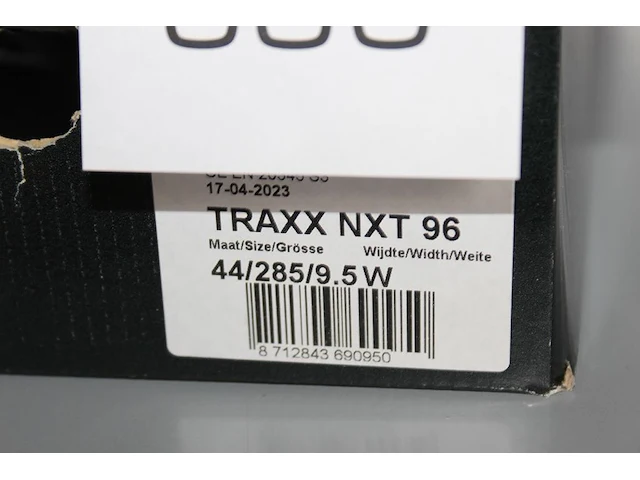 17-04-2023
TRAXX NXT 96
Maat/Size/Grösse Wijdte/Width/Weite
44/285/9.5 W
8 712843 690950